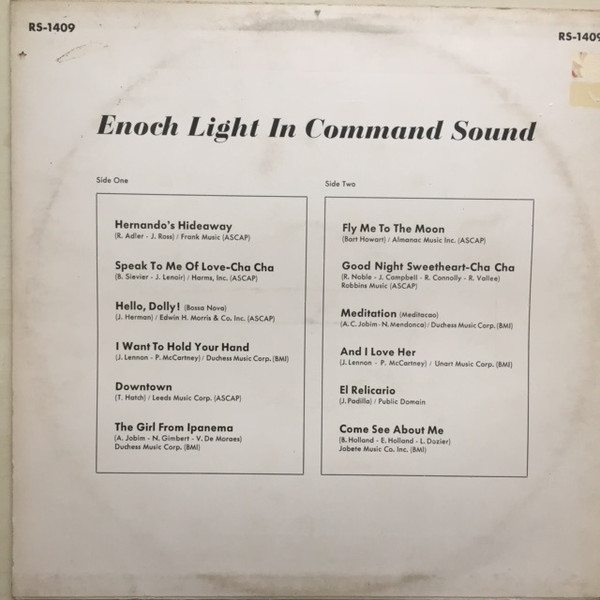 RS-1409
RS-1409
Enoch Light In Command Sound
Side One
Hernando's Hideaway
(R. Adler - J. Ross) / Frank Music (ASCAP)
Speak To Me Of Love-Cha Cha
(B. Sievier - J. Lenoir) / Harms, Inc. (ASCAP)
Hello, Dolly! (Bossa Nova)
(J. Herman) / Edwin H. Morris & Co. Inc. (ASCAP)
I Want To Hold Your Hand
(J. Lennon - P. McCartney) / Duchess Music Corp. (BMI)
Downtown
(T. Hatch) / Leeds Music Corp. (ASCAP)
The Girl From Ipanema
(A. Jobim - N. Gimbert - V. De Moraes)
Duchess Music Corp. (BMI)
Side Two
Fly Me To The Moon
(Bart Howart) / Almanac Music Inc. (ASCAP)
Good Night Sweetheart-Cha Cha
(R. Noble - J. Campbell - R. Connally - R. Vallee)
Robbins Music (ASCAP)
Meditation (Meditacao)
(A. C. Jobim - N. Mendonca) / Duchess Music Corp. (BMI)
And I Love Her
(J. Lennon - P. McCartney) / Unart Music Corp. (BMI)
El Relicario
(J. Padilla) / Public Domain
Come See About Me
(B. Holland - E. Holland - L. Dozier)
Jobete Music Co. Inc. (BMI)